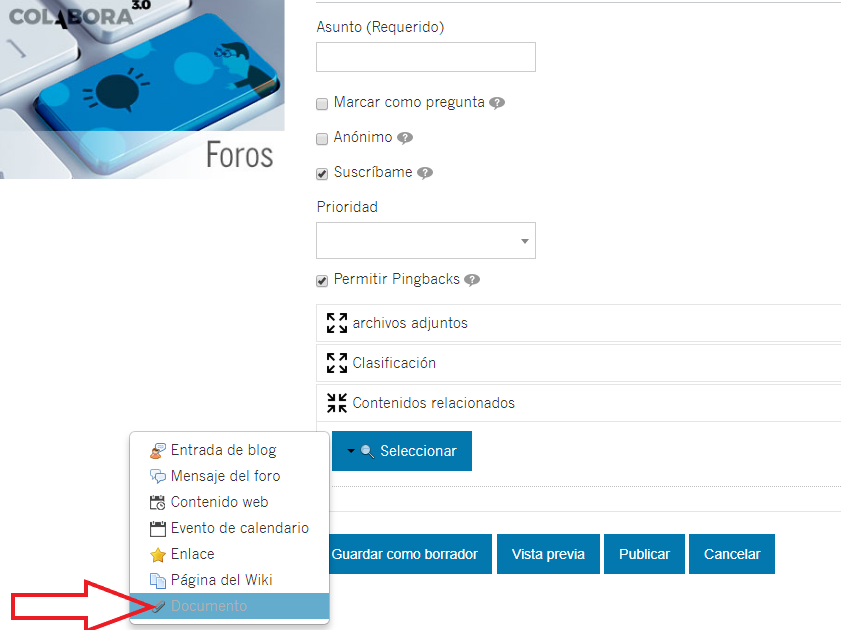 COLABORA 3.0
Foros
Asunto (Requerido)
Marcar como pregunta
Anónimo
Suscríbame
Prioridad
Permitir Pingbacks
archivos adjuntos
Clasificación
Contenidos relacionados
Seleccionar
Entrada de blog
Mensaje del foro
Contenido web
Evento de calendario
Enlace
Página del Wiki
Documento
Guardar como borrador
Vista previa
Publicar
Cancelar